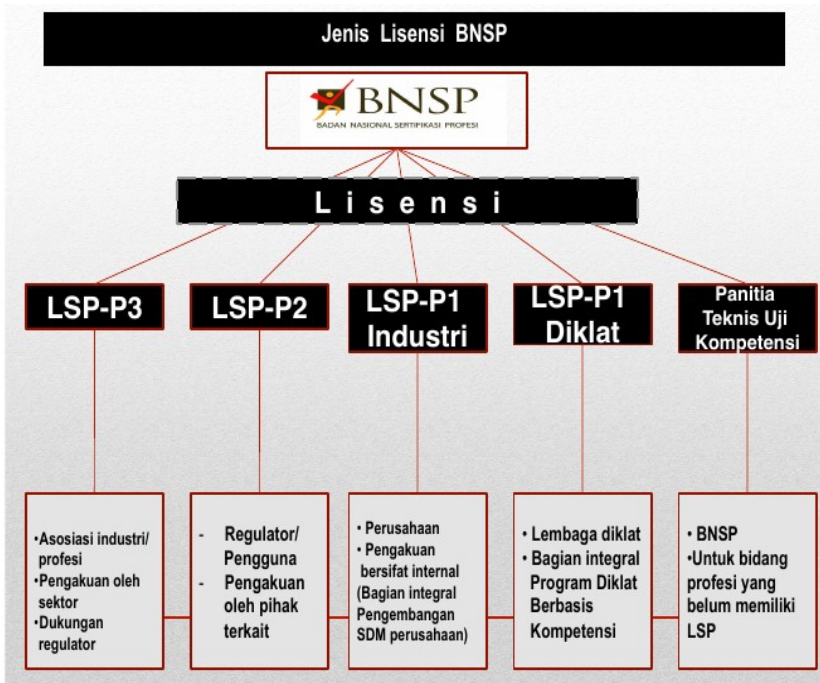 Jenis Lisensi BNSP
BNSP
BADAN NASIONAL SERTIFIKASI PROFESI
Lisensi
LSP-P3
LSP-P2
LSP-P1
Industri
LSP-P1
Diklat
Panitia
Teknis Uji
Kompetensi
•Asosiasi industri/
profesi
•Pengakuan oleh
sektor
•Dukungan
regulator
- Regulator/
Pengguna
- Pengakuan
oleh pihak
terkait
• Perusahaan
• Pengakuan
bersifat internal
(Bagian integral
Pengembangan
SDM perusahaan)
• Lembaga diklat
• Bagian integral
Program Diklat
Berbasis
Kompetensi
• BNSP
•Untuk bidang
profesi yang
belum memiliki
LSP